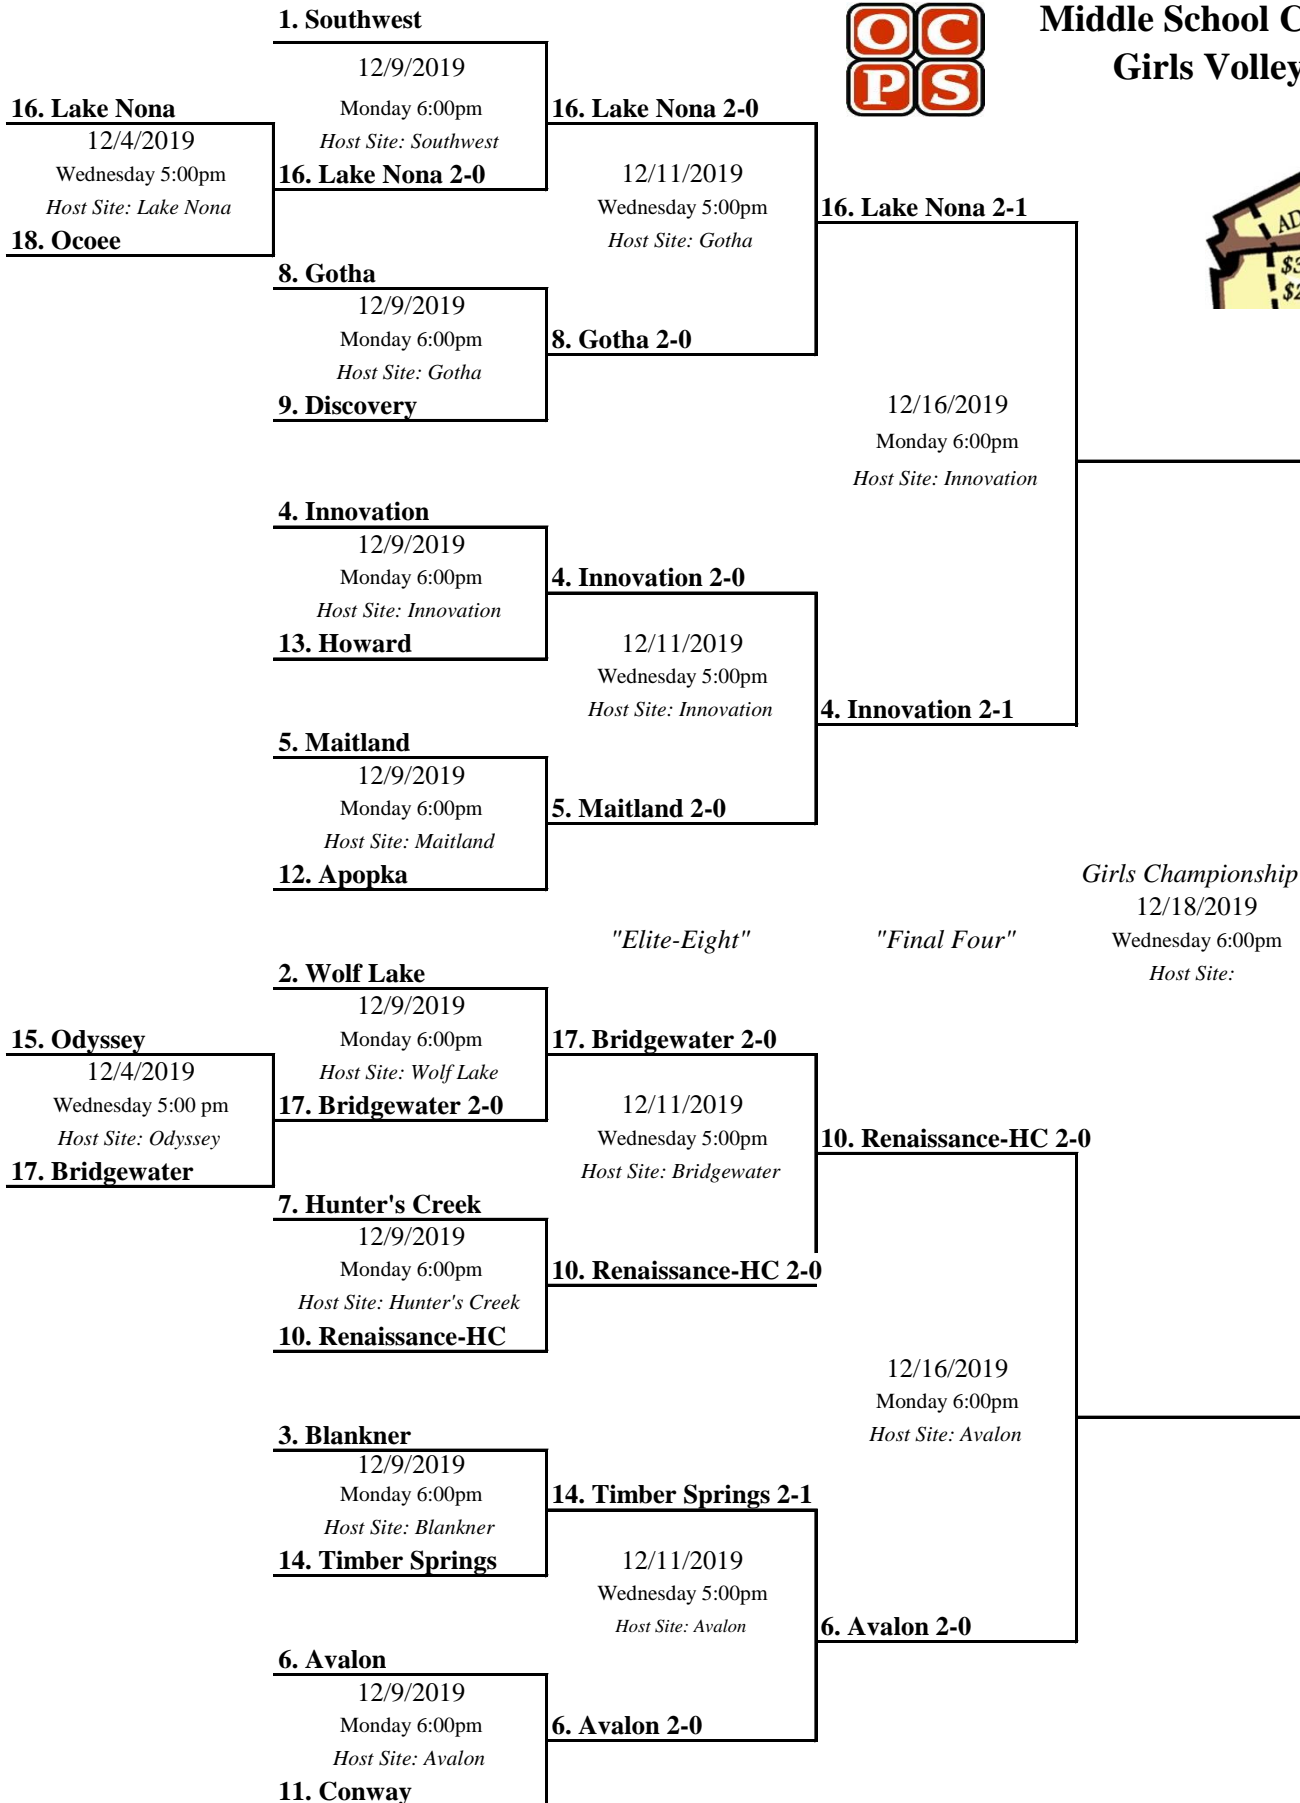 1. Southwest
12/9/2019
Monday 6:00pm
Host Site: Southwest
16. Lake Nona
12/4/2019
Wednesday 5:00pm
Host Site: Lake Nona
18. Ocoee
16. Lake Nona 2-0
16. Lake Nona 2-0
12/11/2019
Wednesday 5:00pm
Host Site: Gotha
8. Gotha
12/9/2019
Monday 6:00pm
Host Site: Gotha
9. Discovery
8. Gotha 2-0
16. Lake Nona 2-1
O C
P S
Middle School C
Girls Volley
AD
$3
$2
12/16/2019
Monday 6:00pm
Host Site: Innovation
4. Innovation
12/9/2019
Monday 6:00pm
Host Site: Innovation
13. Howard
4. Innovation 2-0
12/11/2019
Wednesday 5:00pm
Host Site: Innovation
4. Innovation 2-1
5. Maitland
12/9/2019
Monday 6:00pm
Host Site: Maitland
12. Apopka
5. Maitland 2-0
"Elite-Eight"
"Final Four"
Girls Championship
12/18/2019
Wednesday 6:00pm
Host Site:
2. Wolf Lake
12/9/2019
Monday 6:00pm
Host Site: Wolf Lake
15. Odyssey
12/4/2019
Wednesday 5:00 pm
Host Site: Odyssey
17. Bridgewater
17. Bridgewater 2-0
17. Bridgewater 2-0
12/11/2019
Wednesday 5:00pm
Host Site: Bridgewater
10. Renaissance-HC 2-0
7. Hunter's Creek
12/9/2019
Monday 6:00pm
Host Site: Hunter's Creek
10. Renaissance-HC
10. Renaissance-HC 2-0
12/16/2019
Monday 6:00pm
Host Site: Avalon
3. Blankner
12/9/2019
Monday 6:00pm
Host Site: Blankner
14. Timber Springs
14. Timber Springs 2-1
12/11/2019
Wednesday 5:00pm
Host Site: Avalon
6. Avalon 2-0
6. Avalon
12/9/2019
Monday 6:00pm
Host Site: Avalon
11. Conway
6. Avalon 2-0